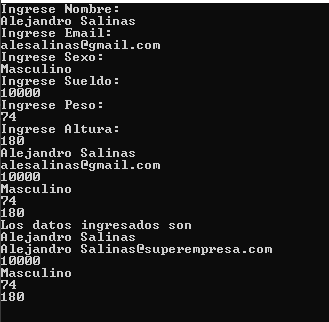 Ingrese Nombre:
Alejandro Salinas
Ingrese Email:
alesalinas@gmail.com
Ingrese Sexo:
Masculino
Ingrese Sueldo:
10000
Ingrese Peso:
74
Ingrese Altura:
180
Alejandro Salinas
alesalinas@gmail.com
10000
Masculino
74
180
Los datos ingresados son
Alejandro Salinas
Alejandro Salinas@superempresa.com
10000
Masculino
74
180